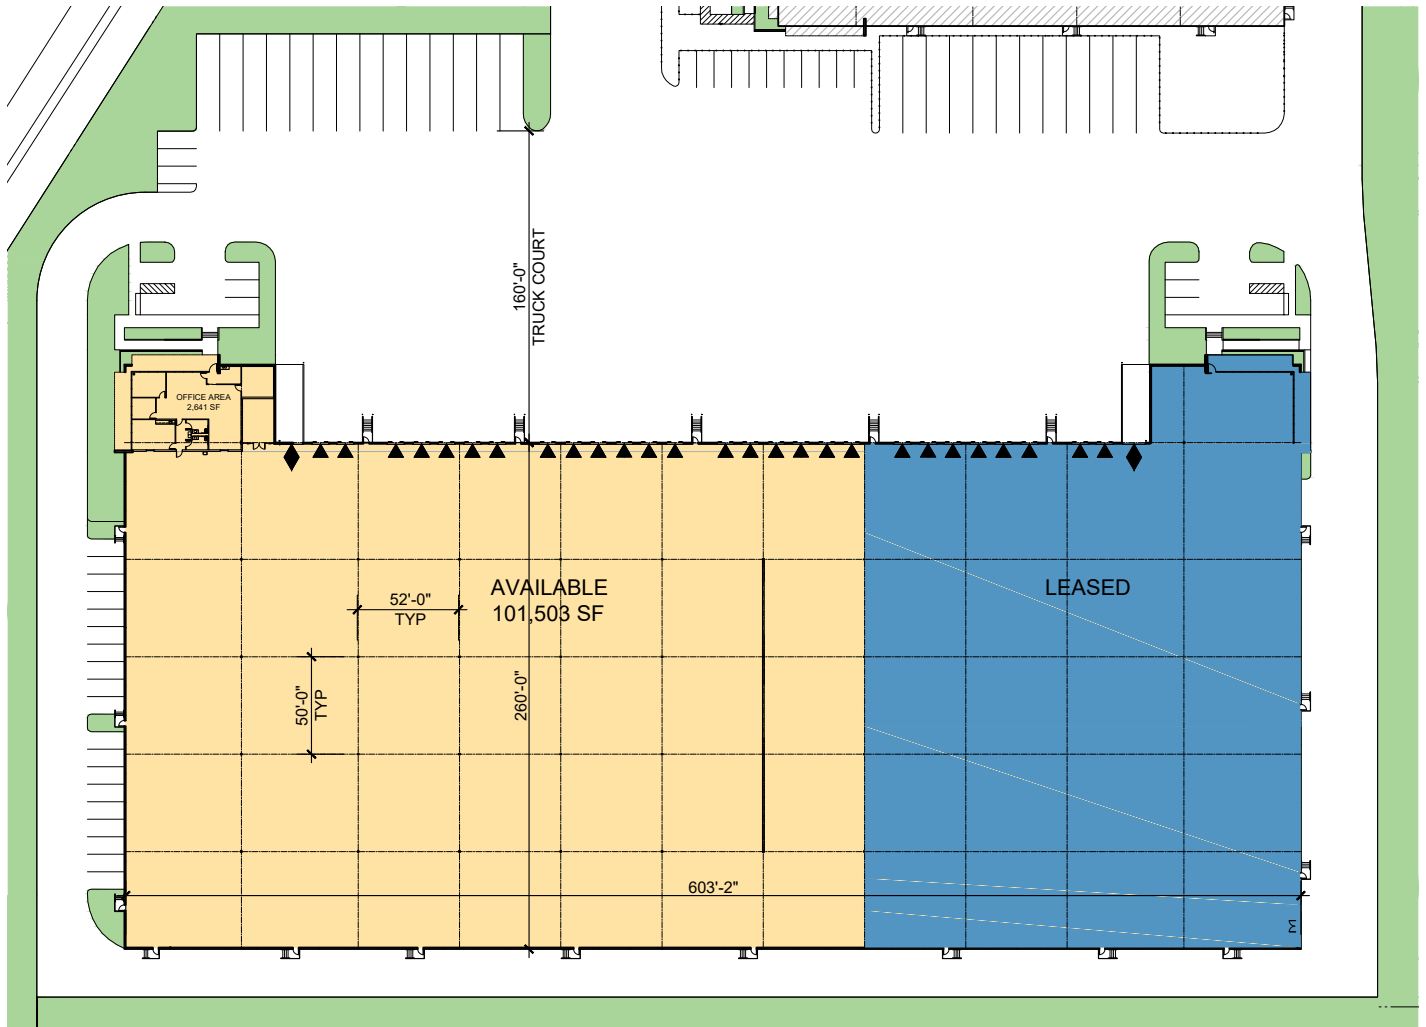 160'-0"
TRUCK COURT
OFFICE AREA
2,641 SF
AVAILABLE
101,503 SF
LEASED
52'-0"
TYP
50'-0"
TYP
260'-0"
603'-2"